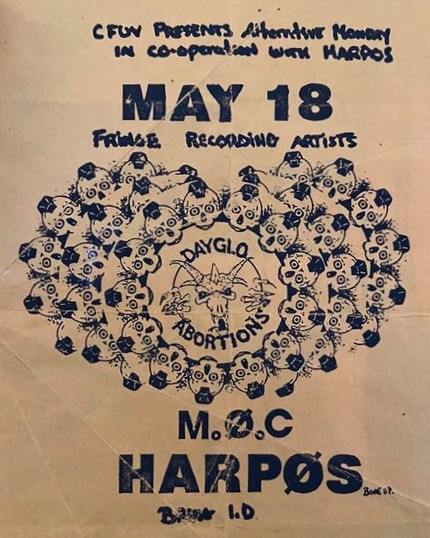 CFUV PRESENTS Alternative Monday
IN CO-OPERATION WITH HARPOS
MAY 18
FRINGE RECORDING ARTISTS
DAYGLO
ABORTIONS
M.Ø.C
HARPØS
I.D.